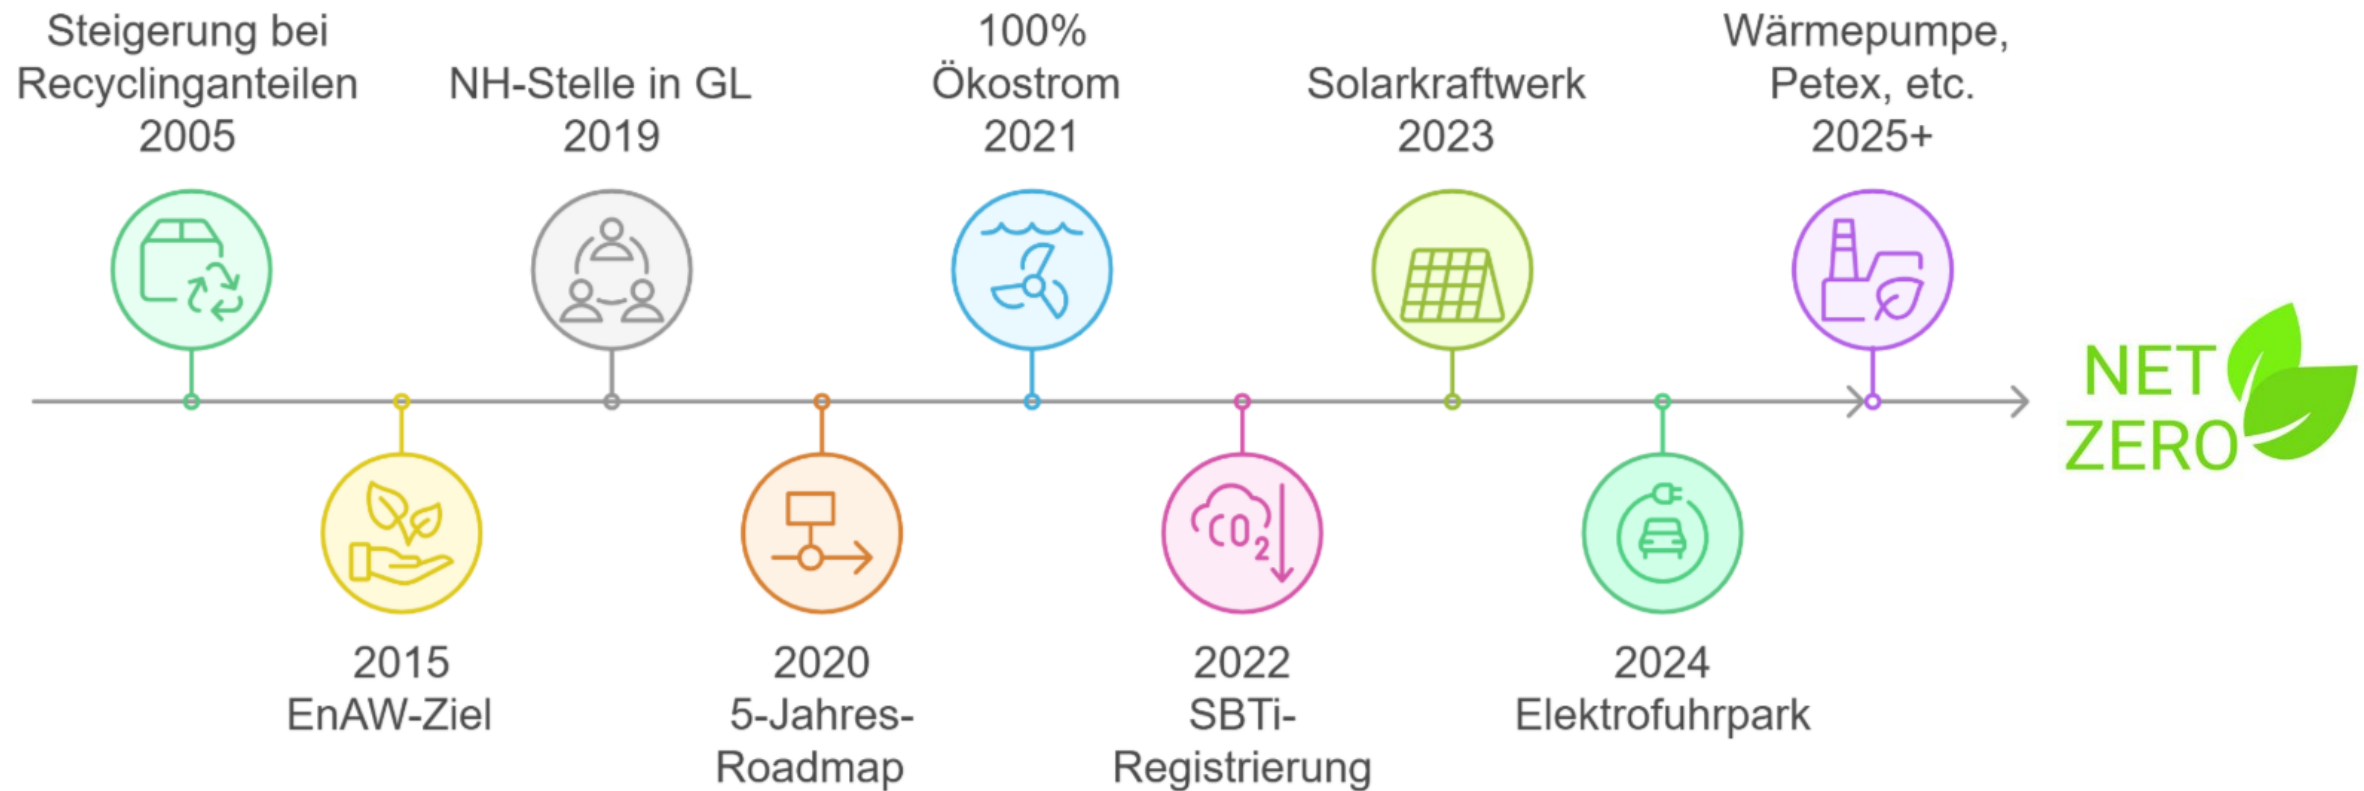 Steigerung bei
Recyclinganteilen
2005
2015
EnAW-Ziel
NH-Stelle in GL
2019
2020
5-Jahres-
Roadmap
100%
Ökostrom
2021
2022
SBTi-
Registrierung
CO2
Solarkraftwerk
2023
2024
Elektrofuhrpark
Wärmepumpe,
Petex, etc.
2025+
NET
ZERO